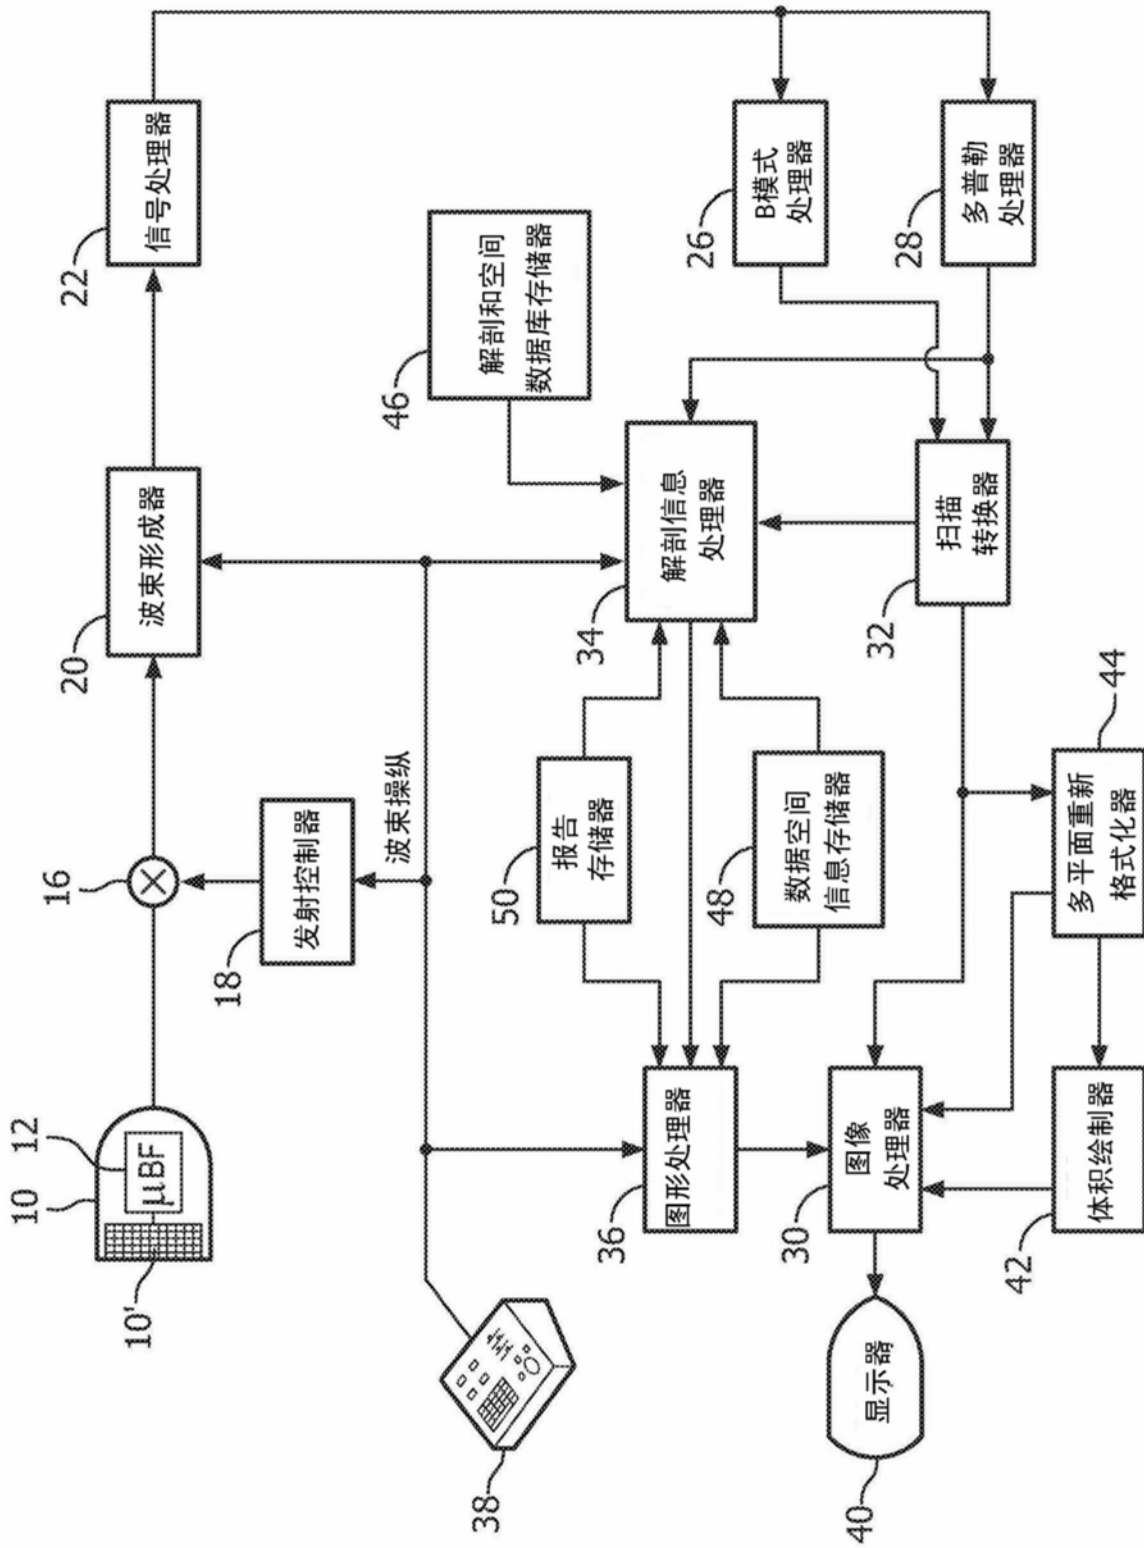 10
12
μBF
10'
16
20
波束形成器
22
信号处理器
18
发射控制器
波束操纵
46
解剖和空间
数据库存储器
38
50
报告
存储器
34
解剖信息
处理器
26
B模式
处理器
36
图形处理器
48
数据空间
信息存储器
28
多普勒
处理器
30
图像
处理器
32
扫描
转换器
40
显示器
42
体积绘制器
44
多平面重新
格式化器